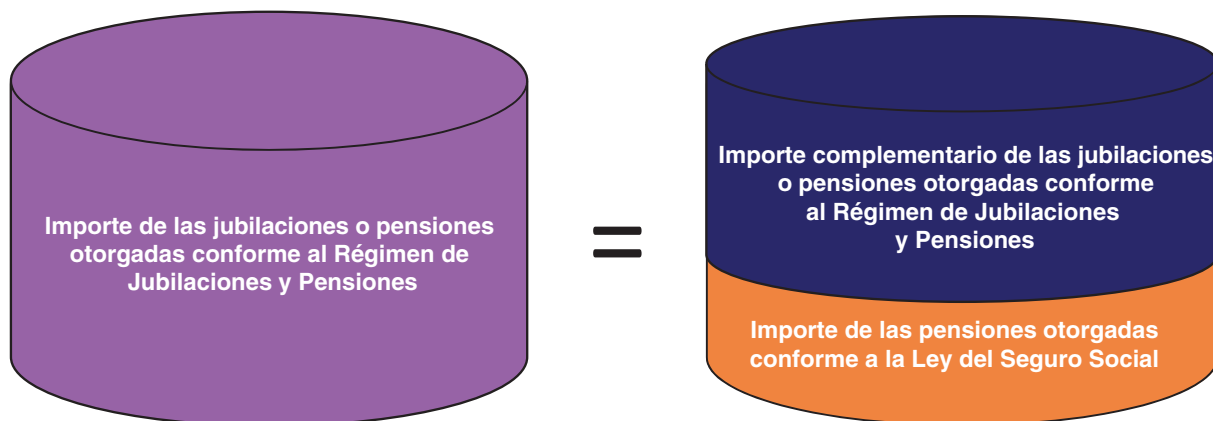 Importe de las jubilaciones o pensiones
otorgadas conforme al Régimen de
Jubilaciones y Pensiones
=
Importe complementario de las jubilaciones
o pensiones otorgadas conforme
al Régimen de Jubilaciones
y Pensiones
Importe de las pensiones otorgadas
conforme a la Ley del Seguro Social